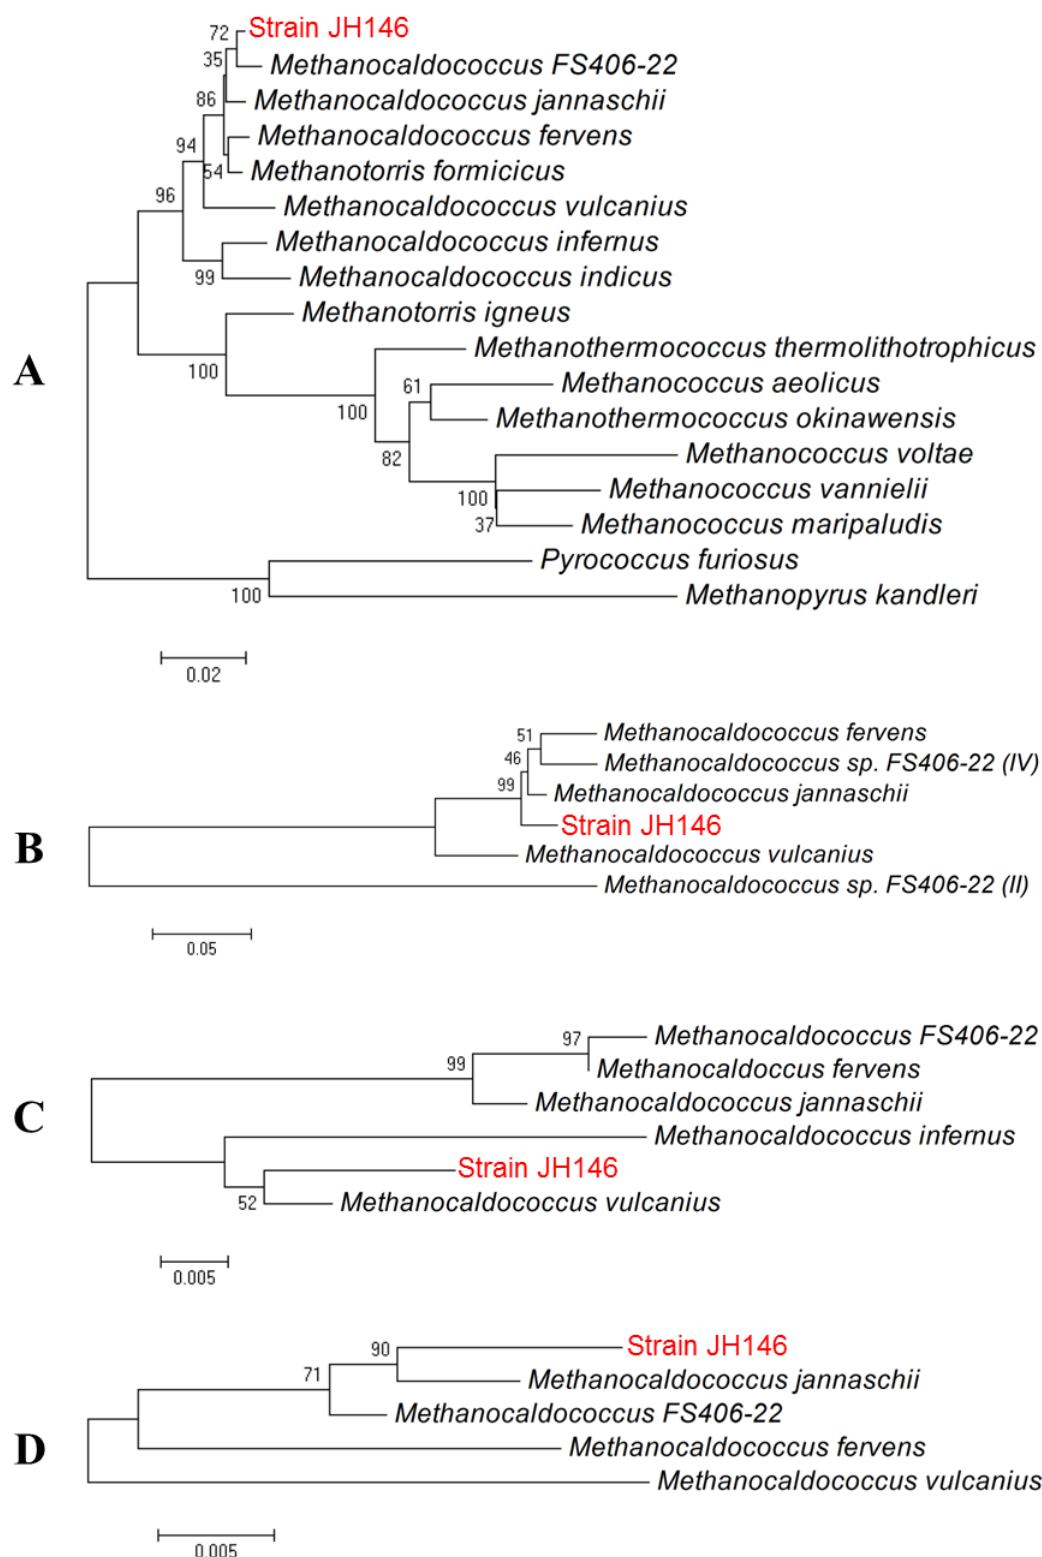 72
Strain JH146
35
Methanocaldococcus FS406-22
86
Methanocaldococcus jannaschii
Methanocaldococcus fervens
94
54
Methanotorris formicicus
96
Methanocaldococcus vulcanius
Methanocaldococcus infernus
99
Methanocaldococcus indicus
Methanotorris igneus
A
100
Methanothermococcus thermolithotrophicus
61
Methanococcus aeolicus
100
Methanothermococcus okinawensis
82
Methanococcus voltae
100
Methanococcus vannielii
37
Methanococcus maripaludis
Pyrococcus furiosus
100
Methanopyrus kandleri
0.02
51
Methanocaldococcus fervens
46
Methanocaldococcus sp. FS406-22 (IV)
99
Methanocaldococcus jannaschii
B
Strain JH146
Methanocaldococcus vulcanius
Methanocaldococcus sp. FS406-22 (II)
0.05
97
Methanocaldococcus FS406-22
99
Methanocaldoccus fervens
Methanocaldococcus jannaschii
C
Methanocaldococcus infernus
Strain JH146
52
Methanocaldococcus vulcanius
0.005
90
Strain JH146
71
Methanocaldococcus jannaschii
Methanocaldococcus FS406-22
D
Methanocaldococcus fervens
Methanocaldococcus vulcanius
0.005